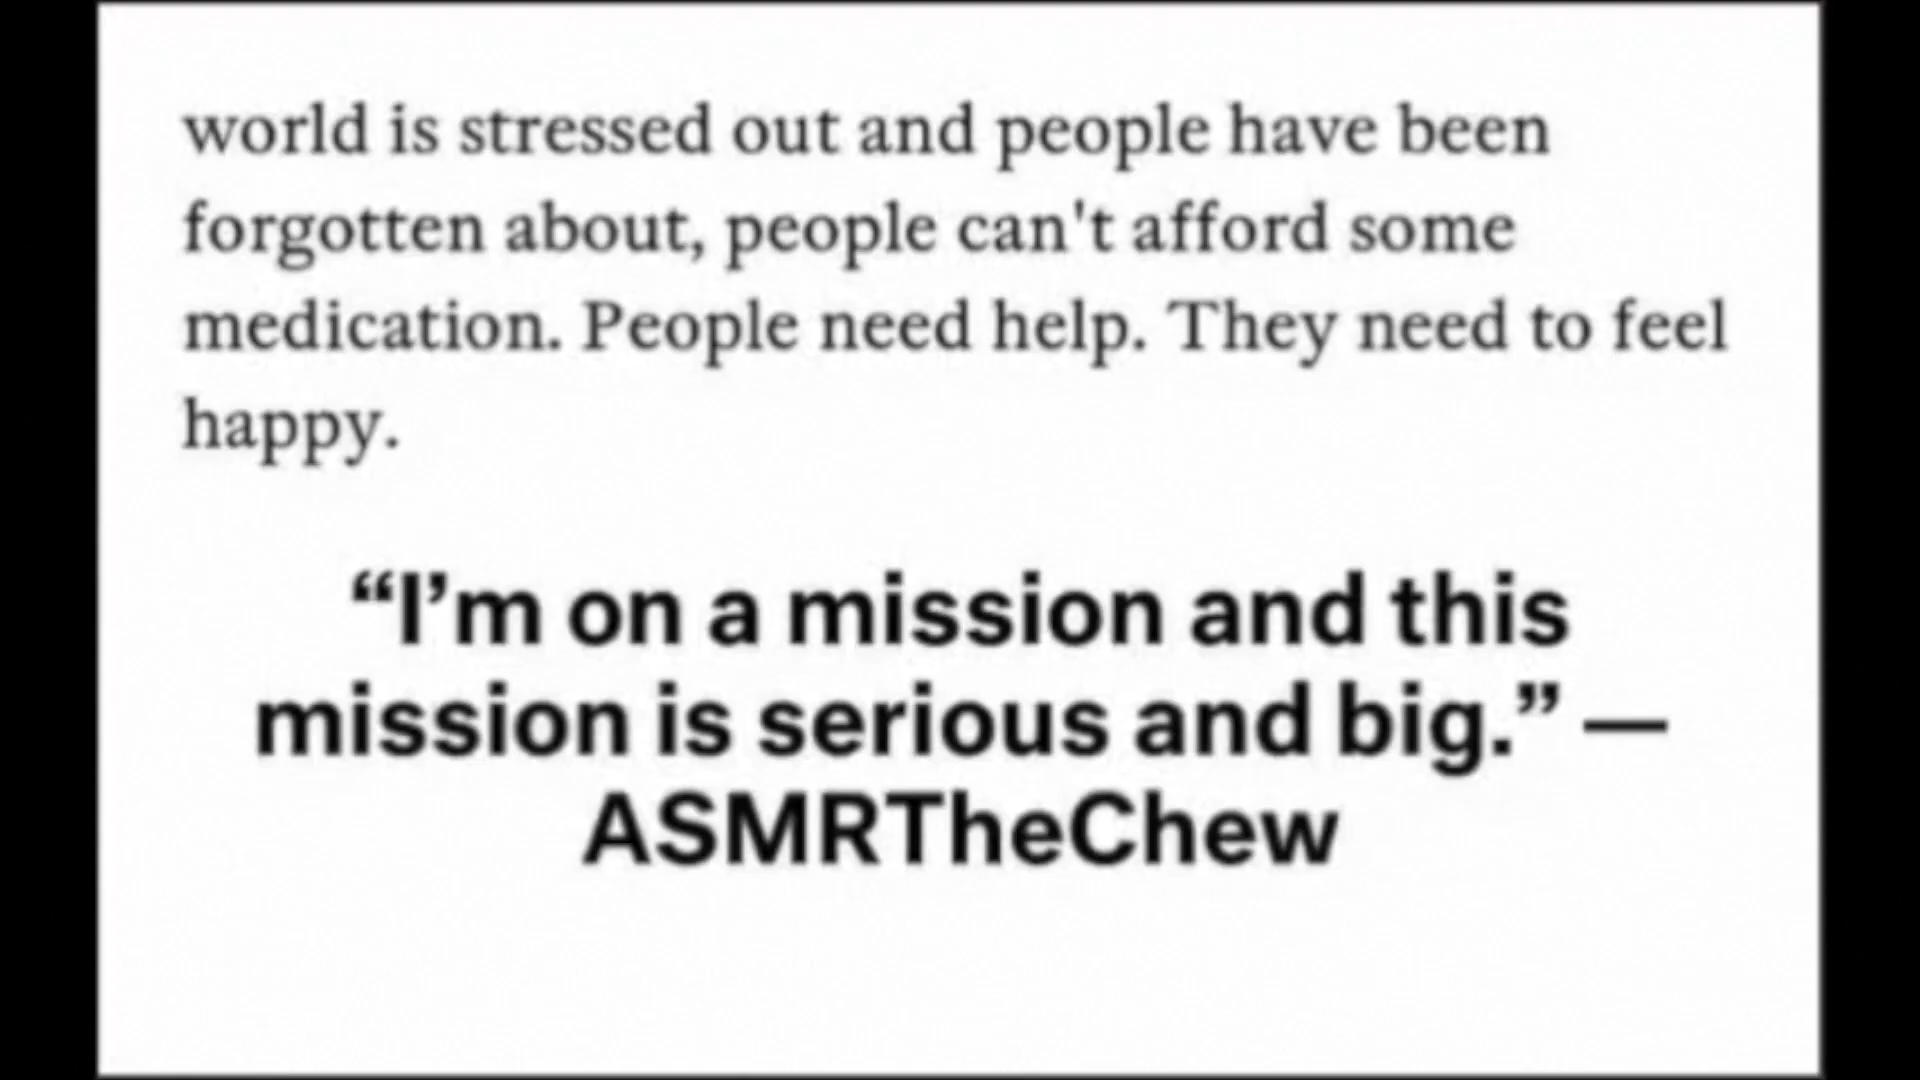 world is stressed out and people have been
forgotten about, people can't afford some
medication. People need help. They need to feel
happy.
“I’m on a mission and this
mission is serious and big.” —
ASMRTheChew